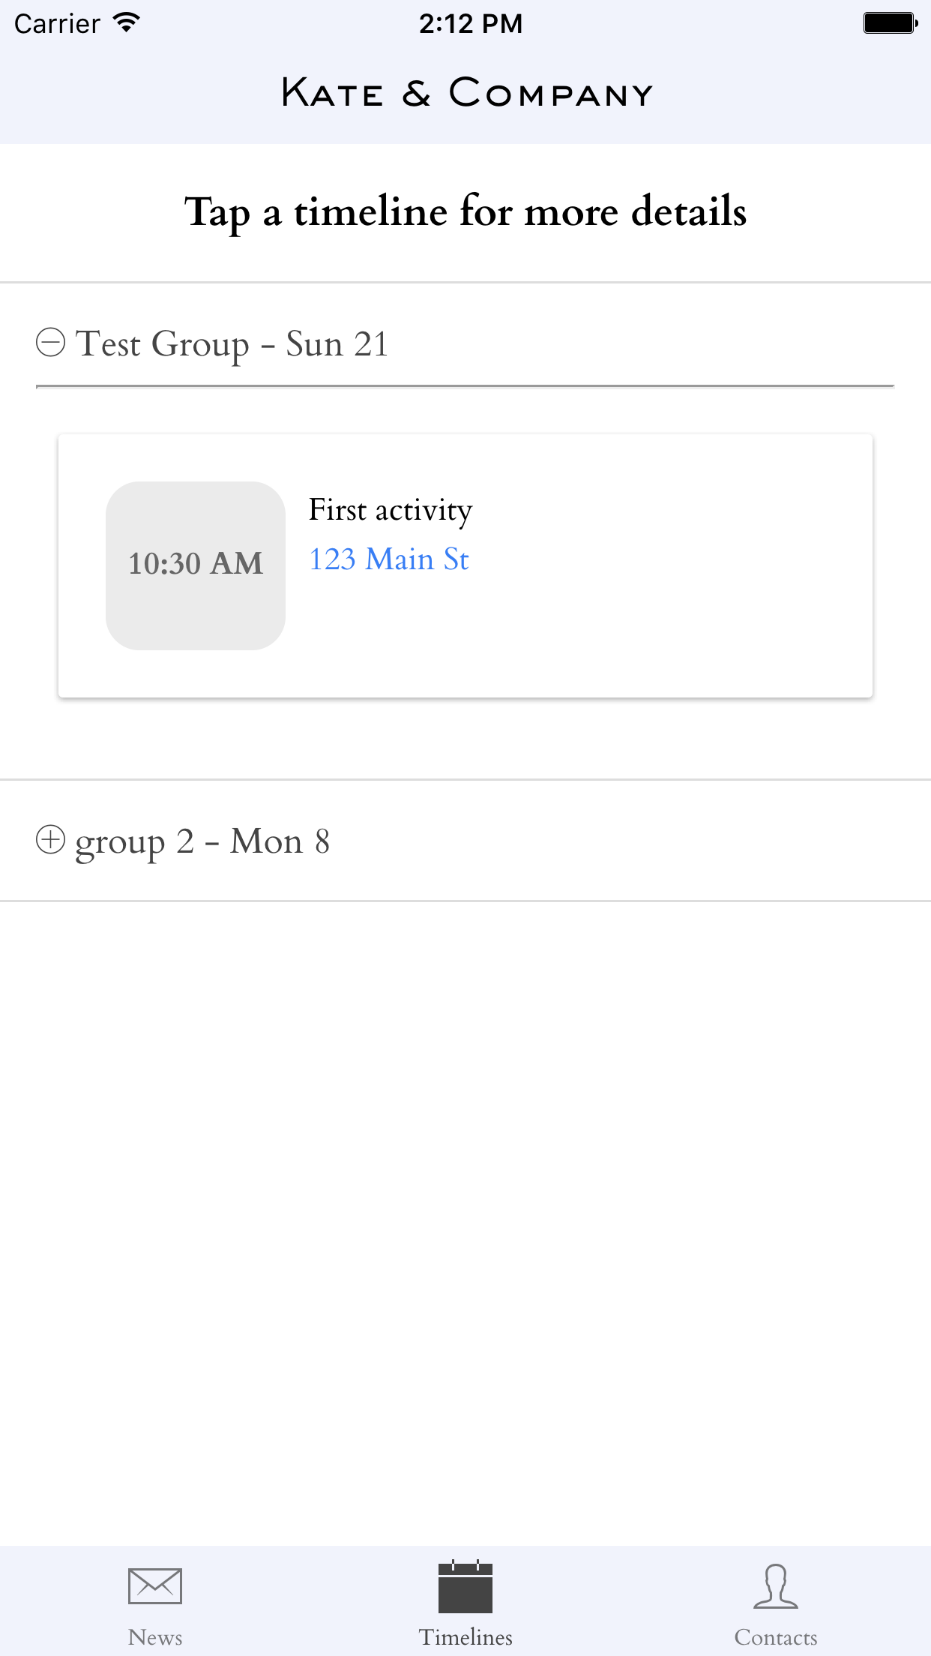 Carrier 2:12 PM
Kate & Company
Tap a timeline for more details
Test Group - Sun 21
10:30 AM
First activity
123 Main St
group 2 - Mon 8
News Timelines Contacts